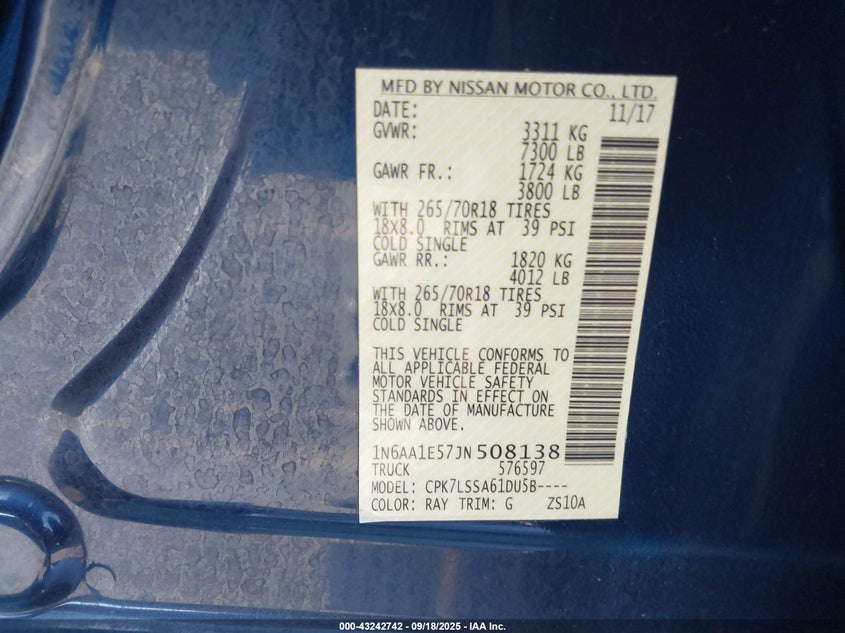 MFD BY NISSAN MOTOR CO., LTD.
DATE: 11/17
GVWR: 3311 KG
7300 LB
GAWR FR.: 1724 KG
3800 LB
WITH 265/70R18 TIRES
18X8.0 RIMS AT 39 PSI
COLD SINGLE
GAWR RR.: 1820 KG
4012 LB
WITH 265/70R18 TIRES
18X8.0 RIMS AT 39 PSI
COLD SINGLE
THIS VEHICLE CONFORMS TO
ALL APPLICABLE FEDERAL
MOTOR VEHICLE SAFETY
STANDARDS IN EFFECT ON
THE DATE OF MANUFACTURE
SHOWN ABOVE.
1N6AA1E57JN508138
TRUCK 576597
MODEL: CPK7LSSA61DU5B----
COLOR: RAY TRIM: G ZS10A
000-43242742 - 09/18/2025 - IAA Inc.